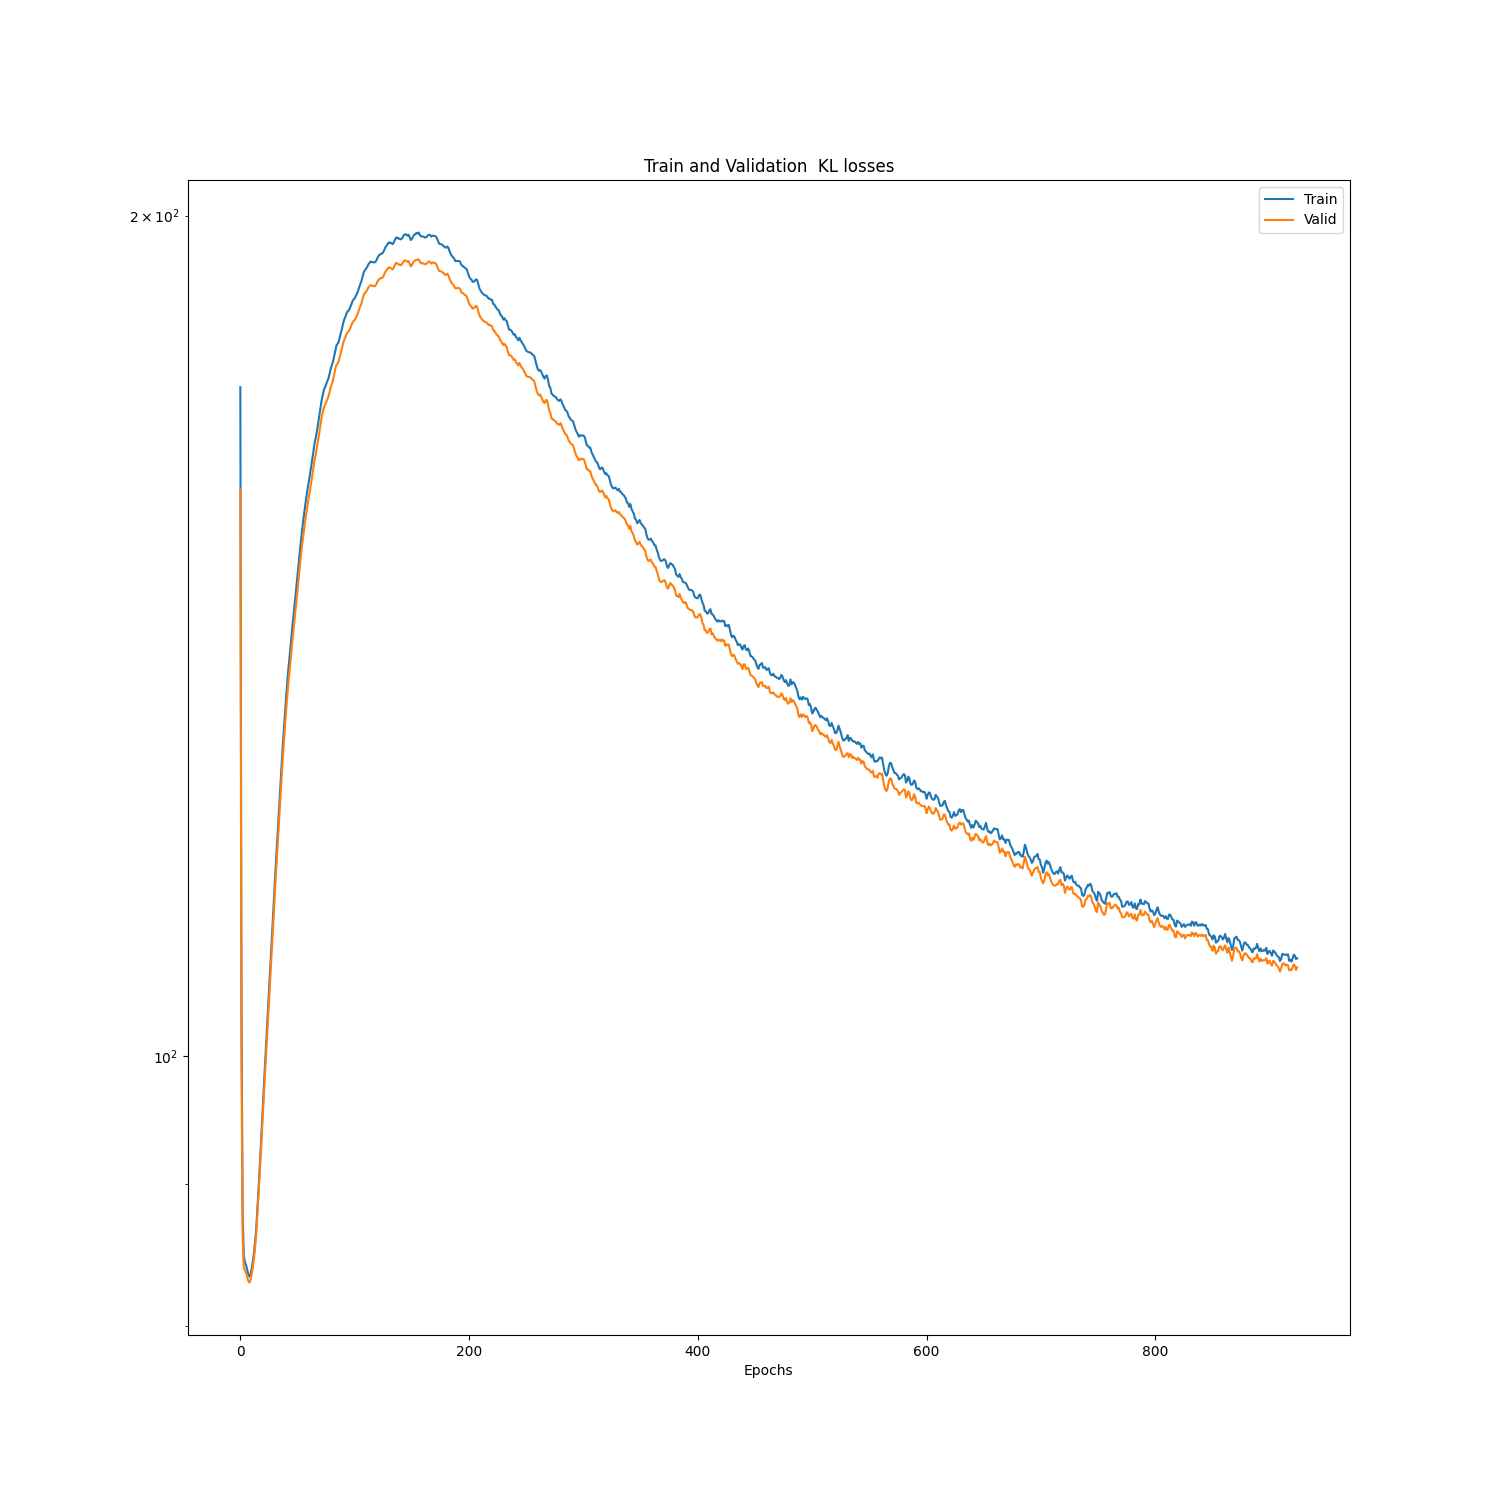 Train and Validation  KL losses
Train
Valid
2 × 10²
10²
0 200 400 600 800
Epochs